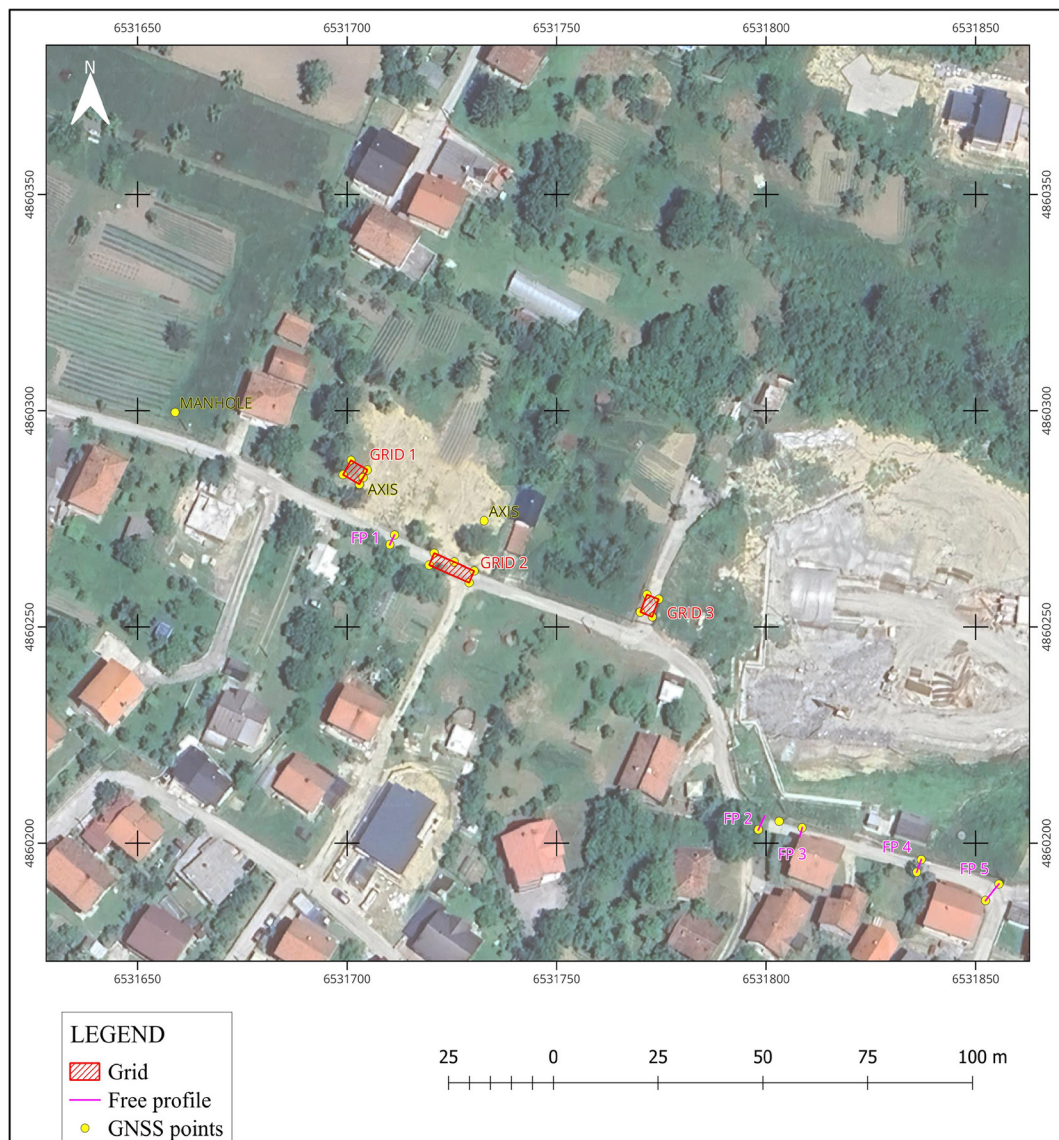 6531650 6531700 6531750 6531800 6531850
N
4860350 4860350
4860300 MANHOLE 4860300
GRID 1
AXIS
AXIS
FP 1
GRID 2
GRID 3
4860250 4860250
FP 2
4860200 FP 3 FP 4 4860200
FP 5
6531650 6531700 6531750 6531800 6531850
LEGEND
Grid
Free profile
GNSS points
25 0 25 50 75 100 m